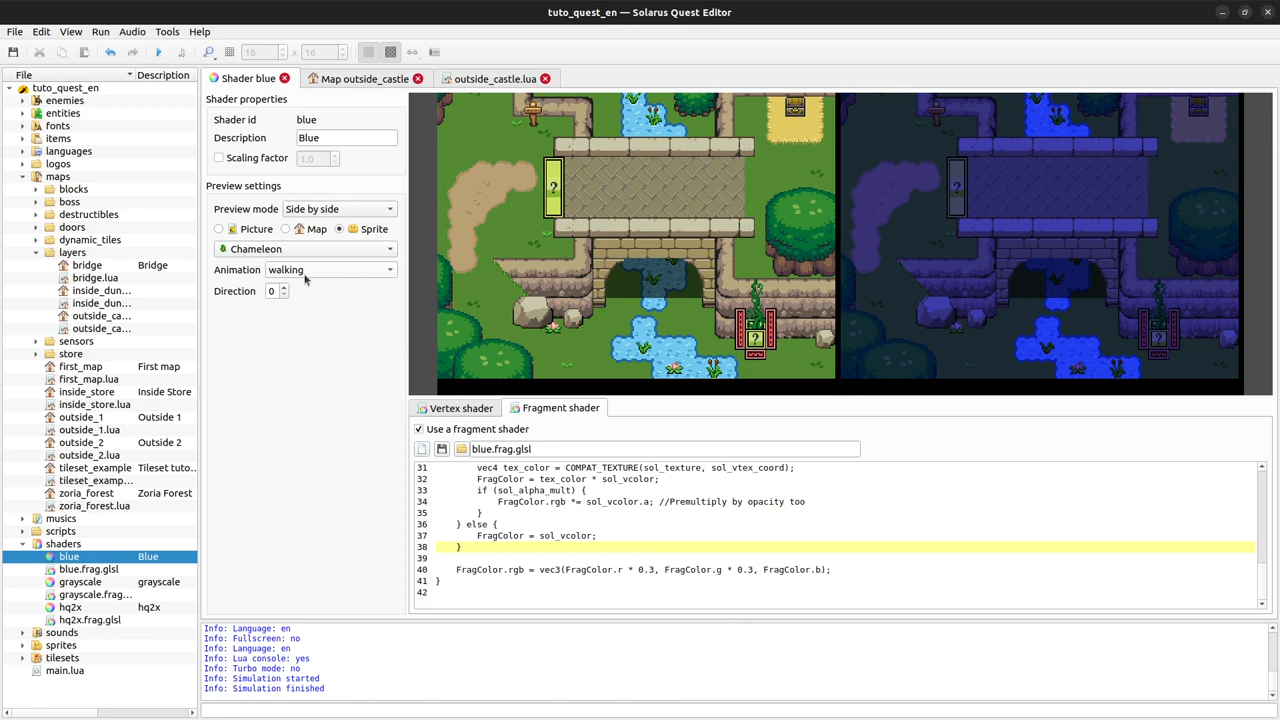 tuto_quest_en — Solarus Quest Editor
File Edit View Run Audio Tools Help
16 x 16
File Description
tuto_quest_en
enemies
entities
fonts
items
languages
logos
maps
blocks
boss
destructibles
doors
dynamic_tiles
layers
bridge Bridge
bridge.lua
inside_dun...
inside_dun...
outside_ca...
outside_ca...
sensors
store
first_map First map
first_map.lua
inside_store Inside Store
inside_store.lua
outside_1 Outside 1
outside_1.lua
outside_2 Outside 2
outside_2.lua
tileset_example Tileset tuto...
tileset_examp...
zoria_forest Zoria Forest
zoria_forest.lua
musics
scripts
shaders
blue Blue
blue.frag.glsl
grayscale grayscale
grayscale.frag...
hq2x hq2x
hq2x.frag.glsl
sounds
sprites
tilesets
main.lua
Shader blue Map outside_castle outside_castle.lua
Shader properties
Shader id blue
Description Blue
Scaling factor 1.0
Preview settings
Preview mode Side by side
Picture Map Sprite
Chameleon
Animation walking
Direction 0
? ?
? ?
Vertex shader Fragment shader
Use a fragment shader
blue.frag.glsl
31 vec4 tex_color = COMPAT_TEXTURE(sol_texture, sol_vtex_coord);
32 FragColor = tex_color * sol_vcolor;
33 if (sol_alpha_mult) {
34 FragColor.rgb *= sol_vcolor.a; //Premultiply by opacity too
35 }
36 } else {
37 FragColor = sol_vcolor;
38 }
39
40 FragColor.rgb = vec3(FragColor.r * 0.3, FragColor.g * 0.3, FragColor.b);
41 }
42
Info: Language: en
Info: Fullscreen: no
Info: Language: en
Info: Lua console: yes
Info: Turbo mode: no
Info: Simulation started
Info: Simulation finished